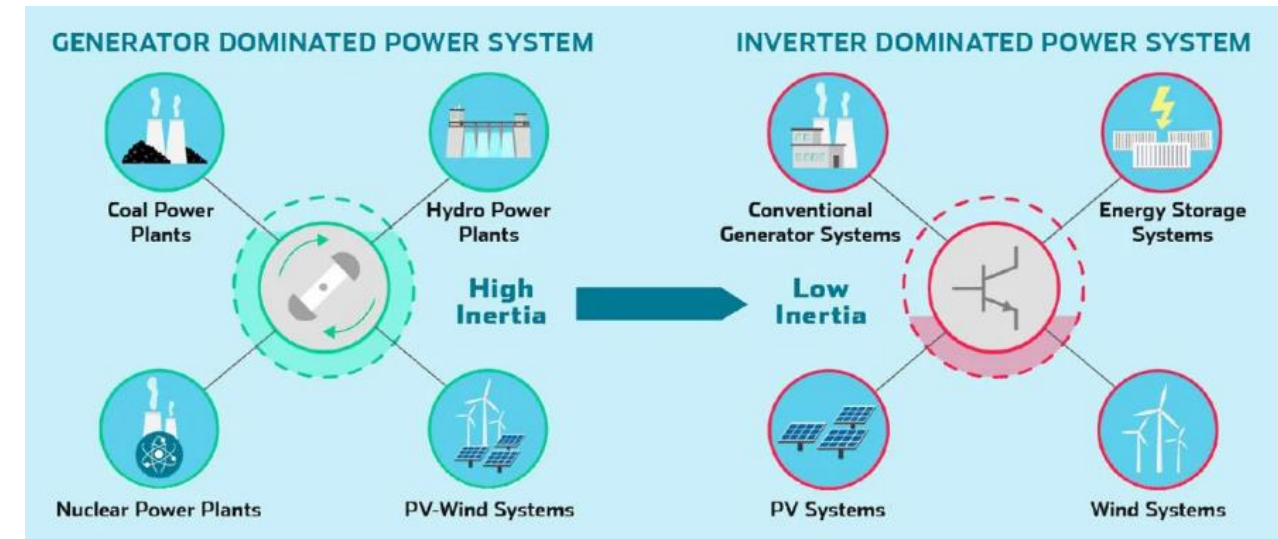 GENERATOR DOMINATED POWER SYSTEM
Coal Power
Plants
Hydro Power
Plants
High
Inertia
Nuclear Power Plants
PV-Wind Systems
INVERTER DOMINATED POWER SYSTEM
Conventional
Generator Systems
Energy Storage
Systems
Low
Inertia
PV Systems
Wind Systems